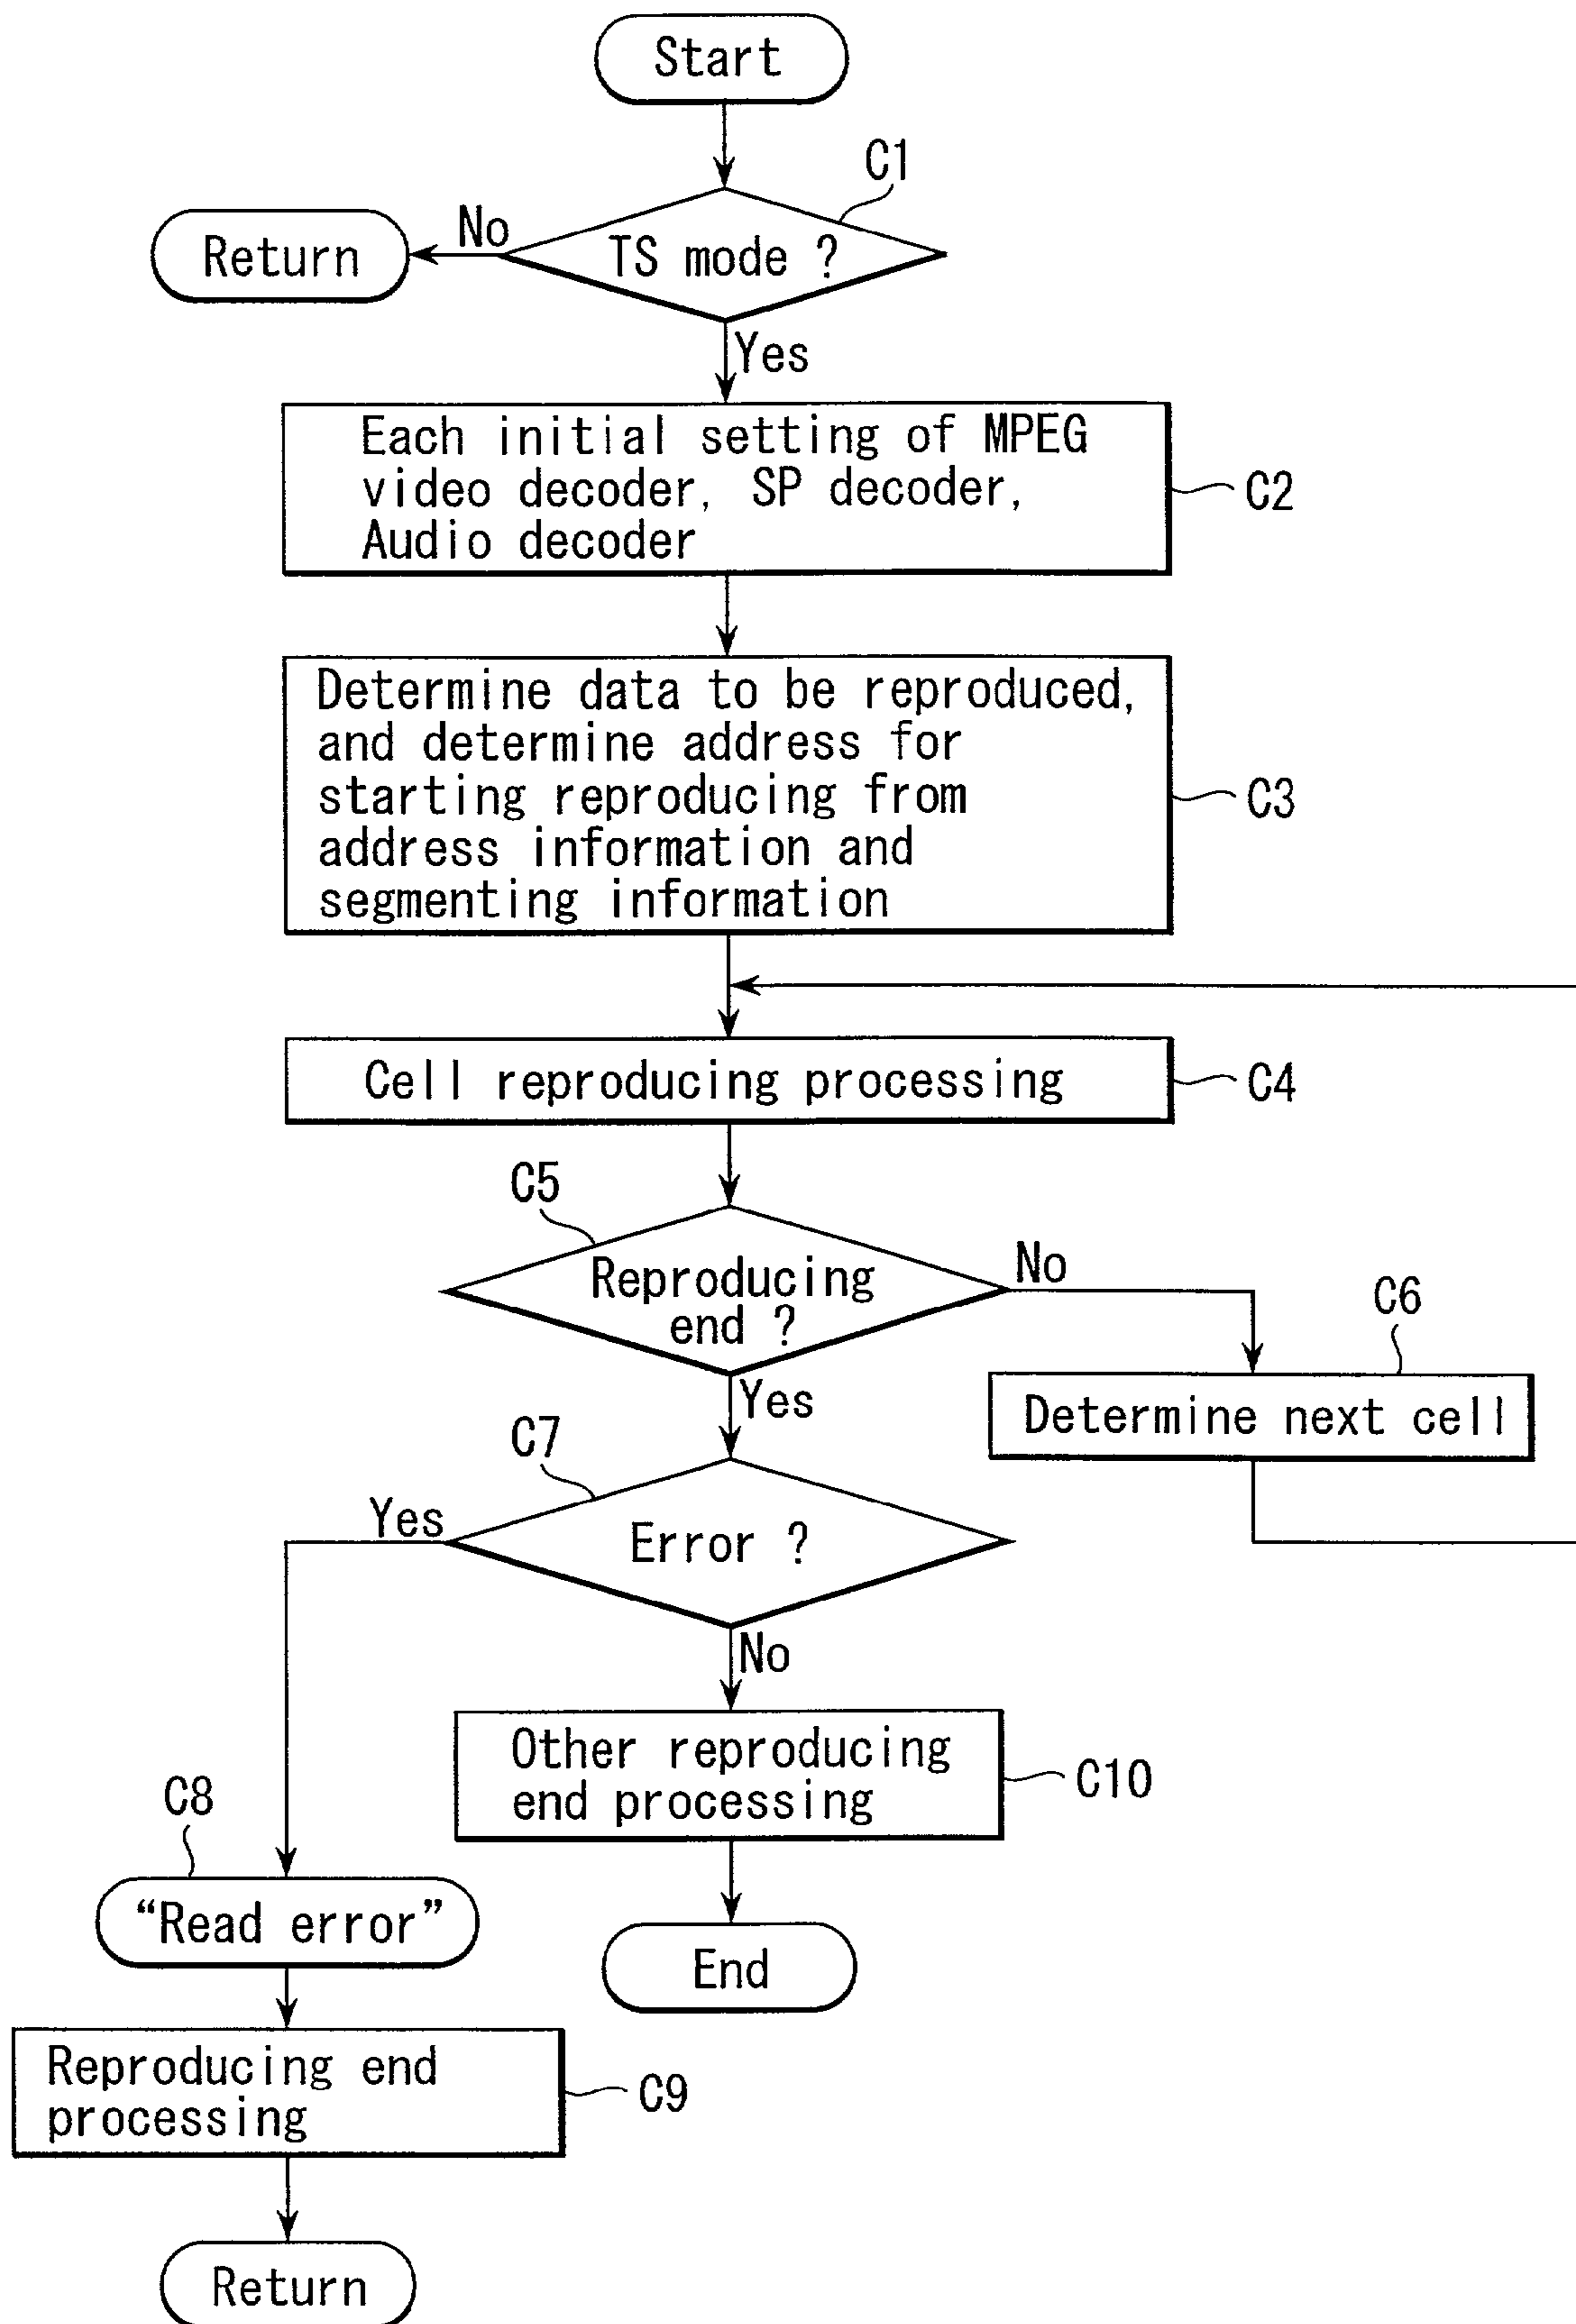 Start
C1
No
Return
TS mode ?
Yes
Each initial setting of MPEG
video decoder, SP decoder,
Audio decoder
C2
Determine data to be reproduced,
and determine address for
starting reproducing from
address information and
segmenting information
C3
Cell reproducing processing
C4
C5
Reproducing
end ?
No
C6
Yes
Determine next cell
C7
Yes
Error ?
No
Other reproducing
end processing
C10
C8
“Read error”
End
Reproducing end
processing
C9
Return